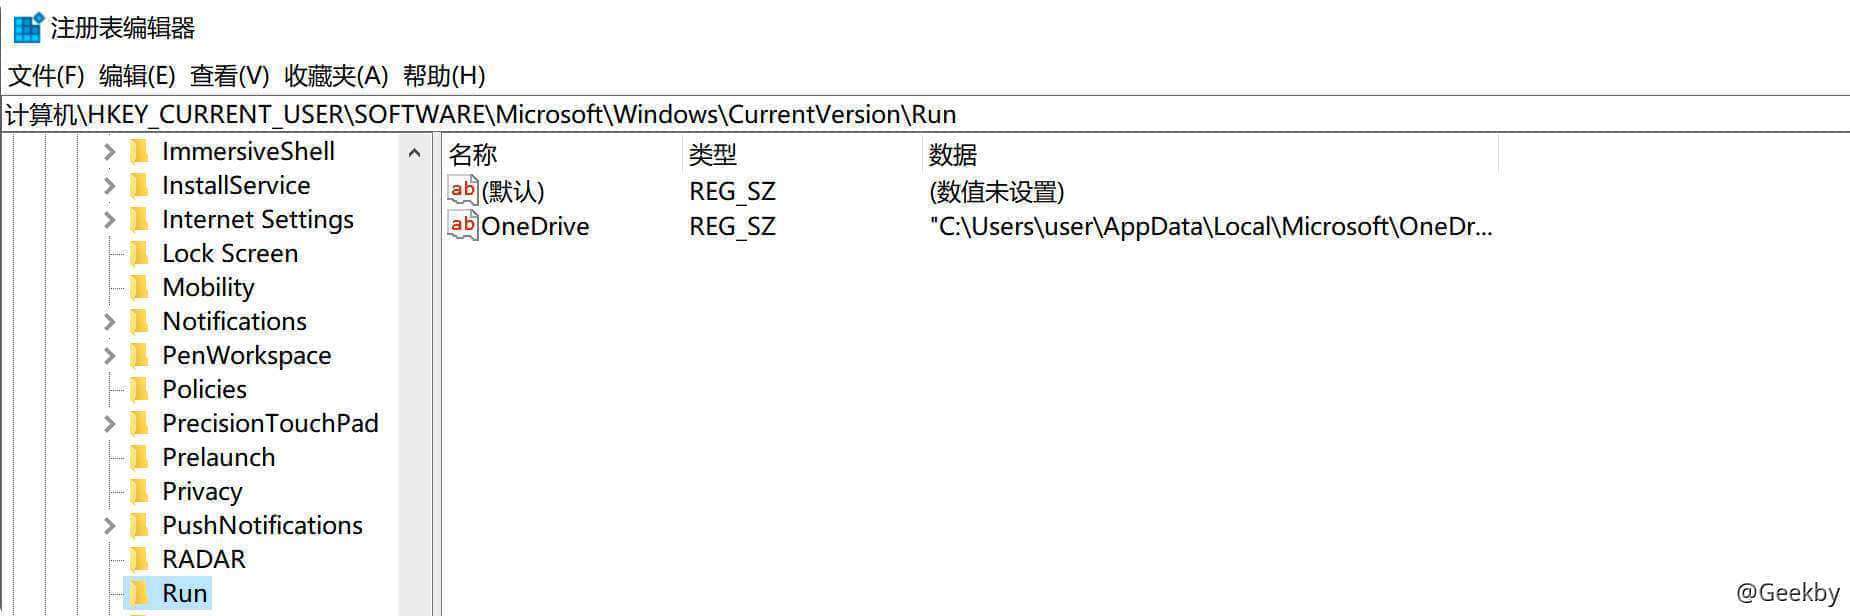 注册表编辑器
文件(F) 编辑(E) 查看(V) 收藏夹(A) 帮助(H)
计算机\HKEY_CURRENT_USER\SOFTWARE\Microsoft\Windows\CurrentVersion\Run
ImmersiveShell
InstallService
Internet Settings
Lock Screen
Mobility
Notifications
PenWorkspace
Policies
PrecisionTouchPad
Prelaunch
Privacy
PushNotifications
RADAR
Run
名称 类型 数据
ab (默认) REG_SZ (数值未设置)
ab OneDrive REG_SZ "C:\Users\user\AppData\Local\Microsoft\OneDr...
@Geekby